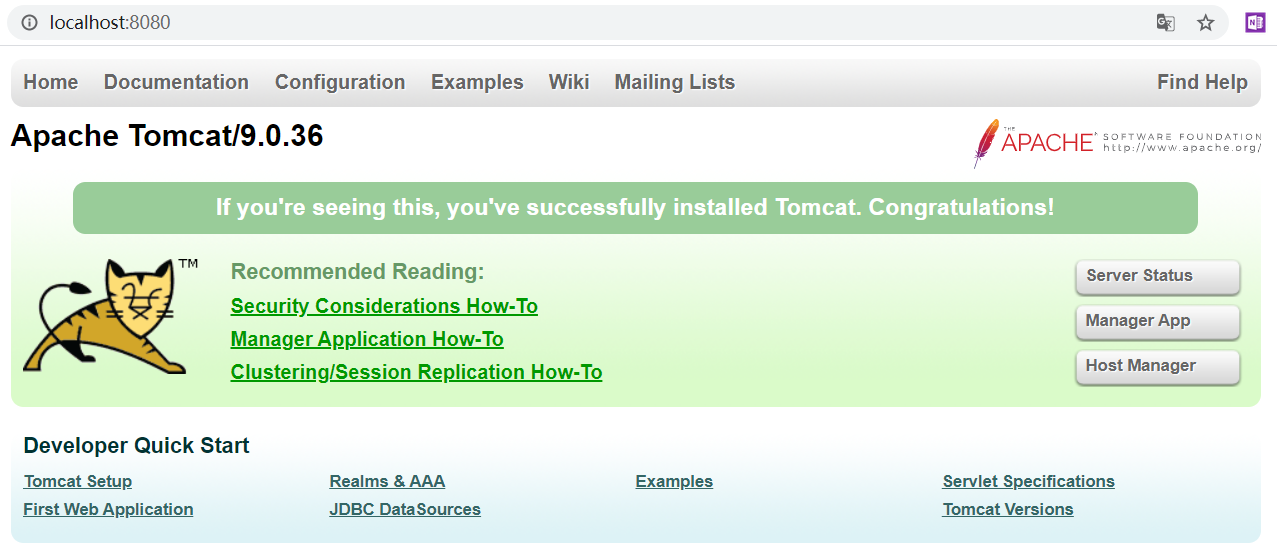 localhost:8080
Home Documentation Configuration Examples Wiki Mailing Lists Find Help
Apache Tomcat/9.0.36
THE APACHE SOFTWARE FOUNDATION
http://www.apache.org/
If you're seeing this, you've successfully installed Tomcat. Congratulations!
TM
Recommended Reading:
Security Considerations How-To
Manager Application How-To
Clustering/Session Replication How-To
Server Status
Manager App
Host Manager
Developer Quick Start
Tomcat Setup Realms & AAA Examples Servlet Specifications
First Web Application JDBC DataSources Tomcat Versions